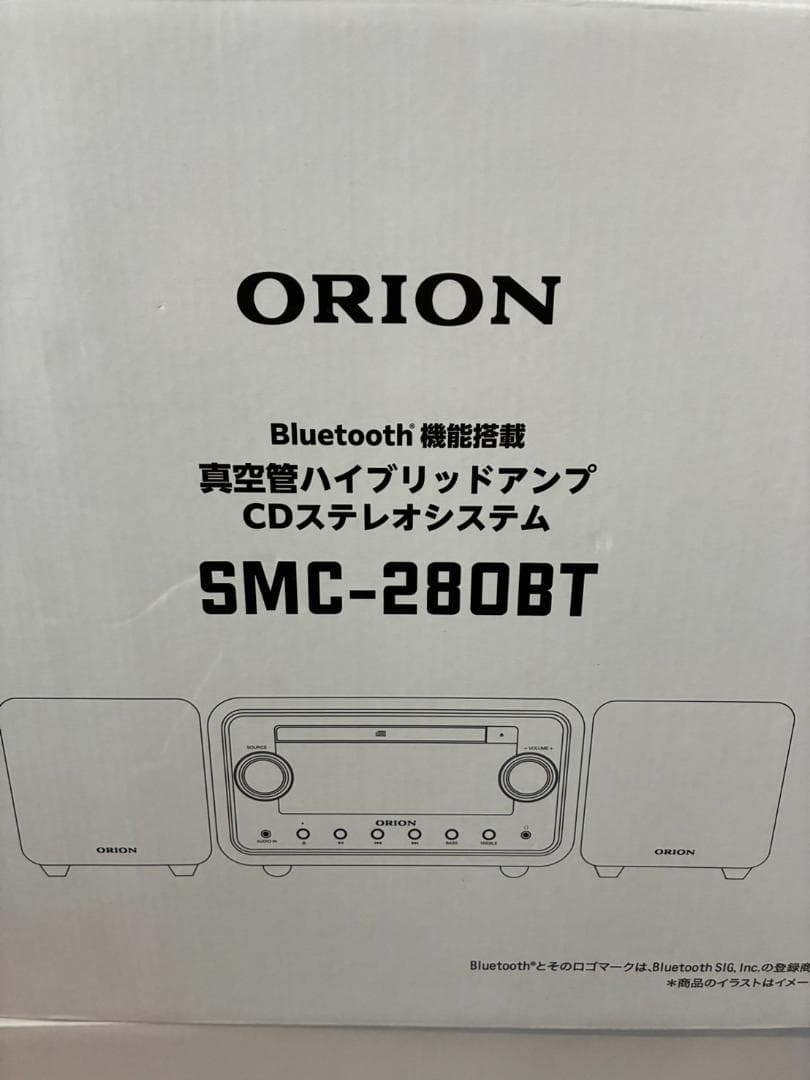 ORION
Bluetooth® 機能搭載
真空管ハイブリッドアンプ
CDステレオシステム
SMC-280BT
SOURCE
- VOLUME +
ORION
AUDIO IN
BASS
TREBLE
ORION
ORION
Bluetooth®とそのロゴマークは、Bluetooth SIG, Inc.の登録商
*商品のイラストはイメー